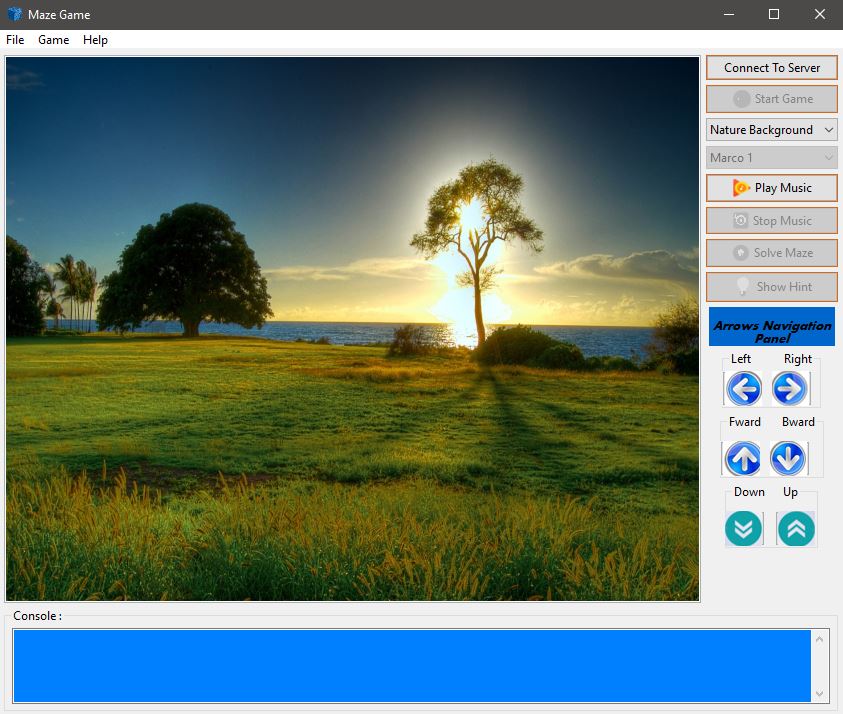 Maze Game
File Game Help
Connect To Server
Start Game
Nature Background
Marco 1
Play Music
Stop Music
Solve Maze
Show Hint
Arrows Navigation
Panel
Left Right
Fward Bward
Down Up
Console :